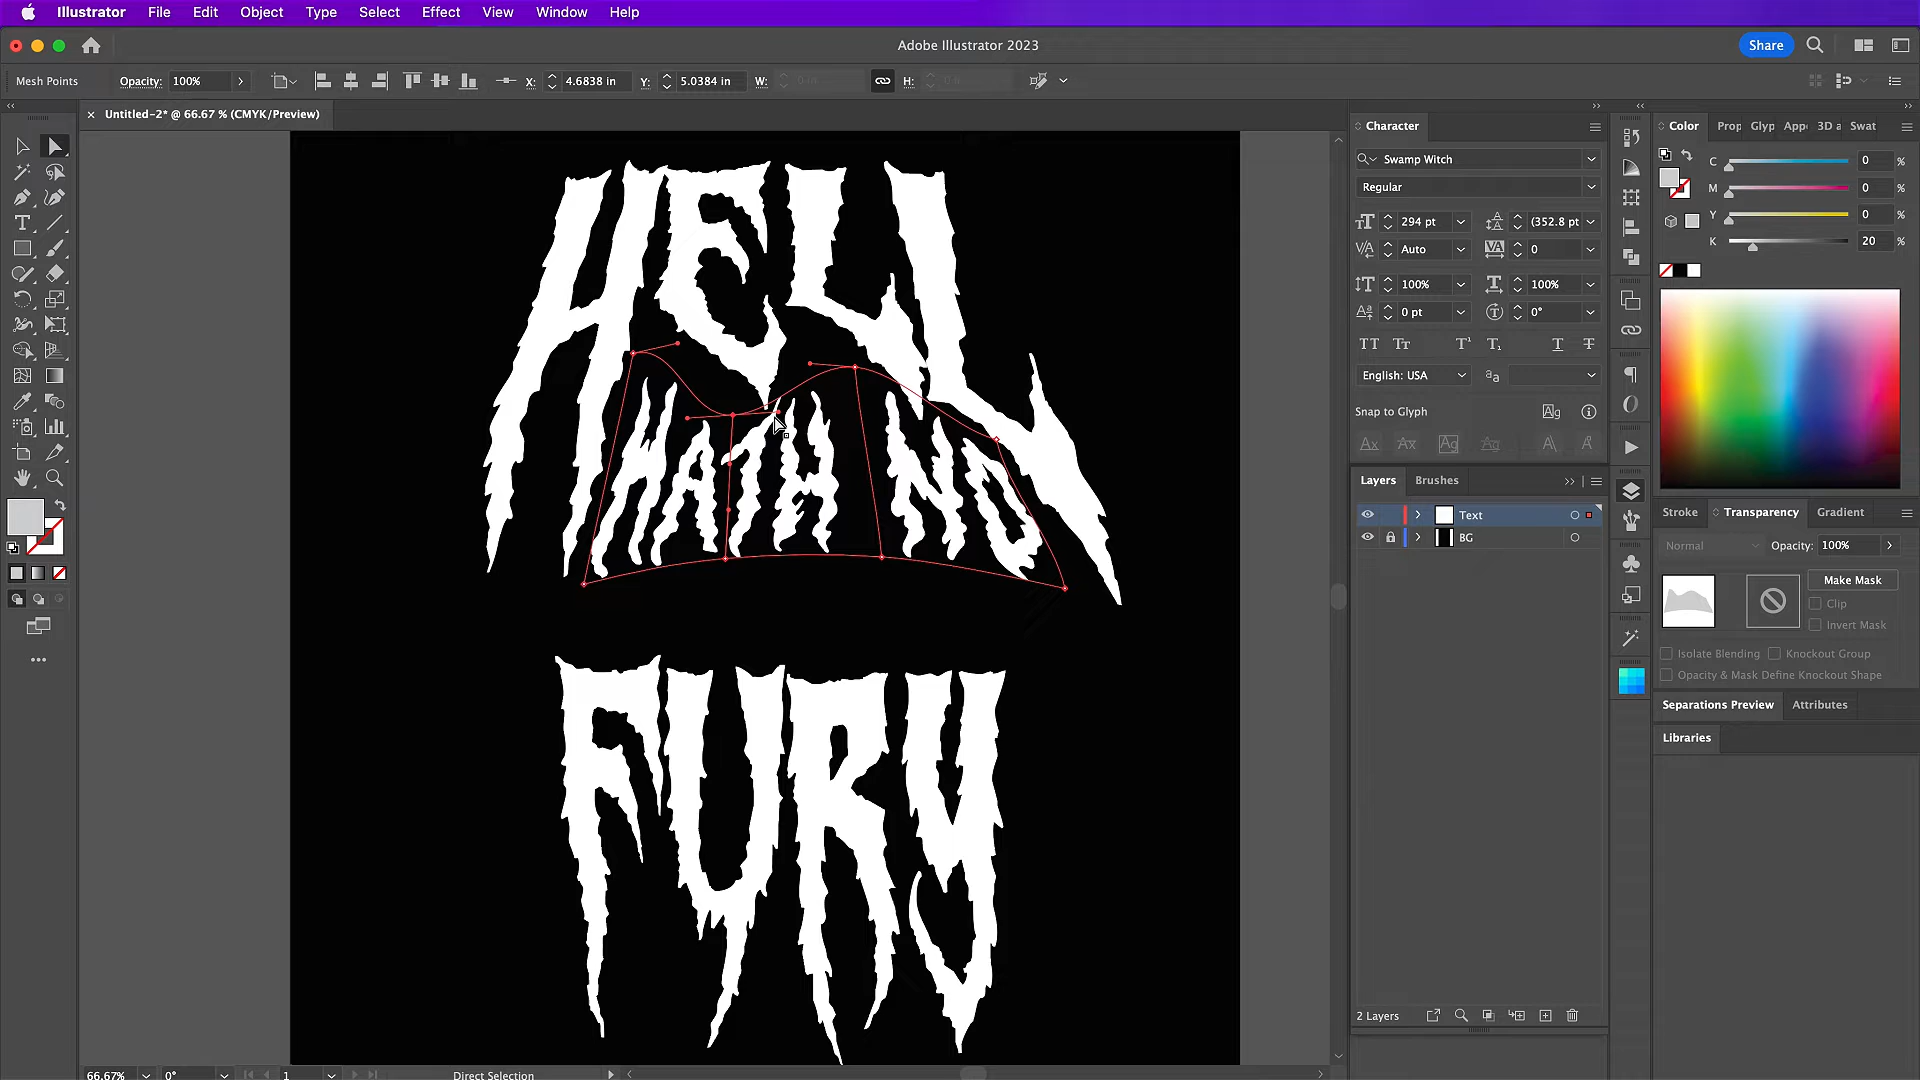 Illustrator File Edit Object Type Select Effect View Window Help
Adobe Illustrator 2023
Share
Mesh Points Opacity: 100% X: 4.6838 in Y: 5.0384 in W: H:
Untitled-2* @ 66.67 % (CMYK/Preview)
HELL
HATH NO
FURY
Character
Swamp Witch
Regular
294 pt (352.8 pt
Auto 0
100% 100%
0 pt 0°
English: USA
Snap to Glyph
Layers Brushes
Text
BG
2 Layers
Color Prop Glyp Appe 3D a Swat
C 0 %
M 0 %
Y 0 %
K 20 %
Stroke Transparency Gradient
Normal Opacity: 100%
Make Mask
Clip
Invert Mask
Isolate Blending Knockout Group
Opacity & Mask Define Knockout Shape
Separations Preview Attributes
Libraries
66.67% 0° 1 Direct Selection